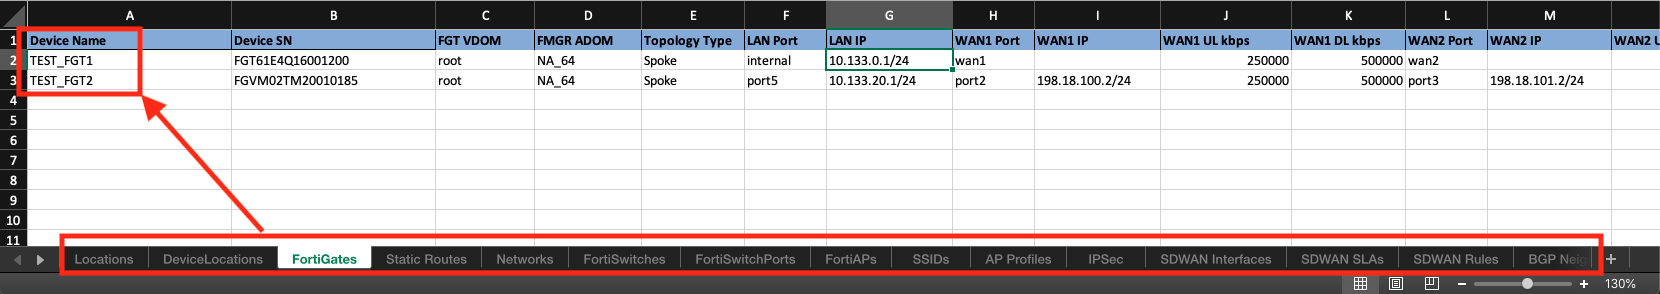 A B C D E F G H I J K L M
1 Device Name Device SN FGT VDOM FMGR ADOM Topology Type LAN Port LAN IP WAN1 Port WAN1 IP WAN1 UL kbps WAN1 DL kbps WAN2 Port WAN2 IP WAN2 U
2 TEST_FGT1 FGT61E4Q16001200 root NA_64 Spoke internal 10.133.0.1/24 wan1 250000 500000 wan2
3 TEST_FGT2 FGVM02TM20010185 root NA_64 Spoke port5 10.133.20.1/24 port2 198.18.100.2/24 250000 500000 port3 198.18.101.2/24
4
5
6
7
8
9
10
11
Locations DeviceLocations FortiGates Static Routes Networks FortiSwitches FortiSwitchPorts FortiAPs SSIDs AP Profiles IPSec SDWAN Interfaces SDWAN SLAs SDWAN Rules BGP Neig +
130%